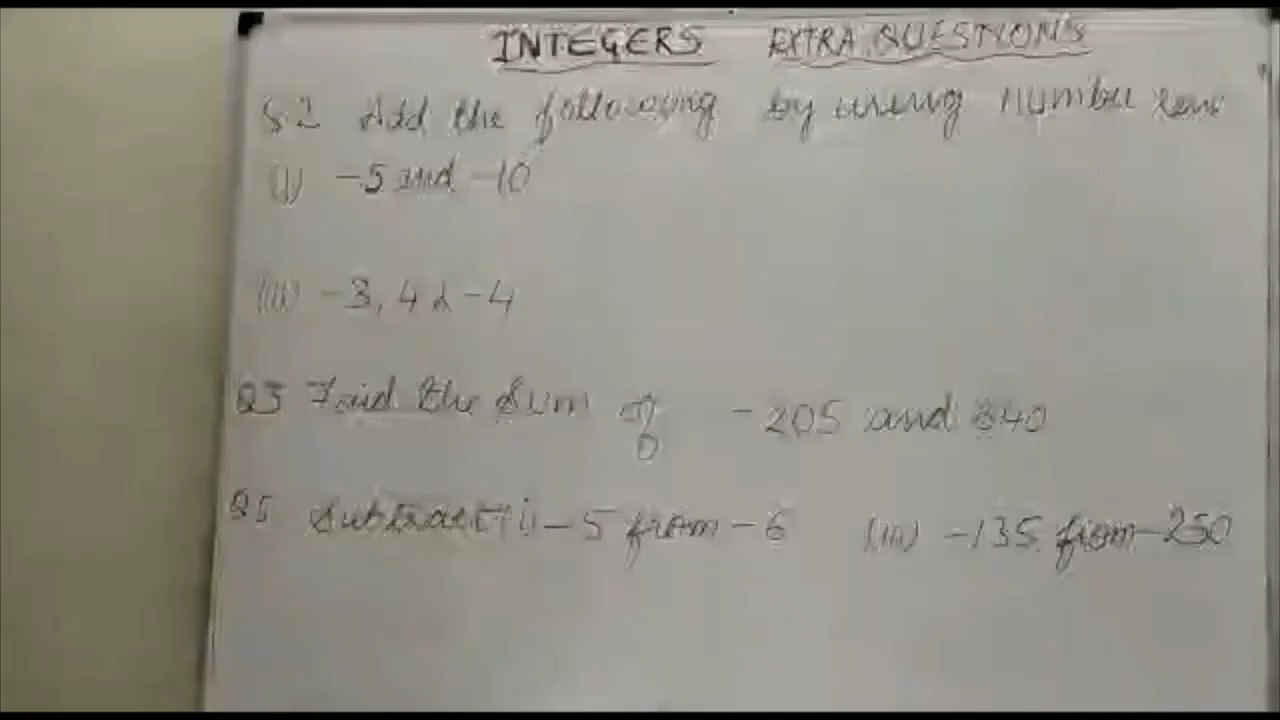 INTEGERS EXTRA QUESTIONS
Q2 Add the following by using number line
(i) -5 and -10
(iii) -3, 4 & -4
Q3 Find the Sum of -205 and 840
Q5 Subtract (i) -5 from -6 (iii) -135 from -250